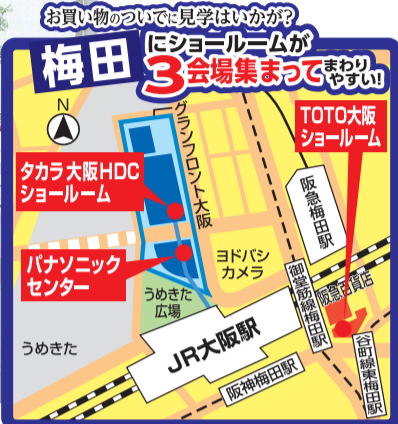 お買い物のついでに見学はいかが?
梅田にショールームが
3会場集まってまわりやすい!
N
グランフロント大阪
TOTO大阪
ショールーム
タカラ大阪HDC
ショールーム
阪急梅田駅
パナソニック
センター
ヨドバシ
カメラ
御堂筋線梅田駅
阪急百貨店
うめきた
広場
うめきた
JR大阪駅
阪神梅田駅
谷町線東梅田駅